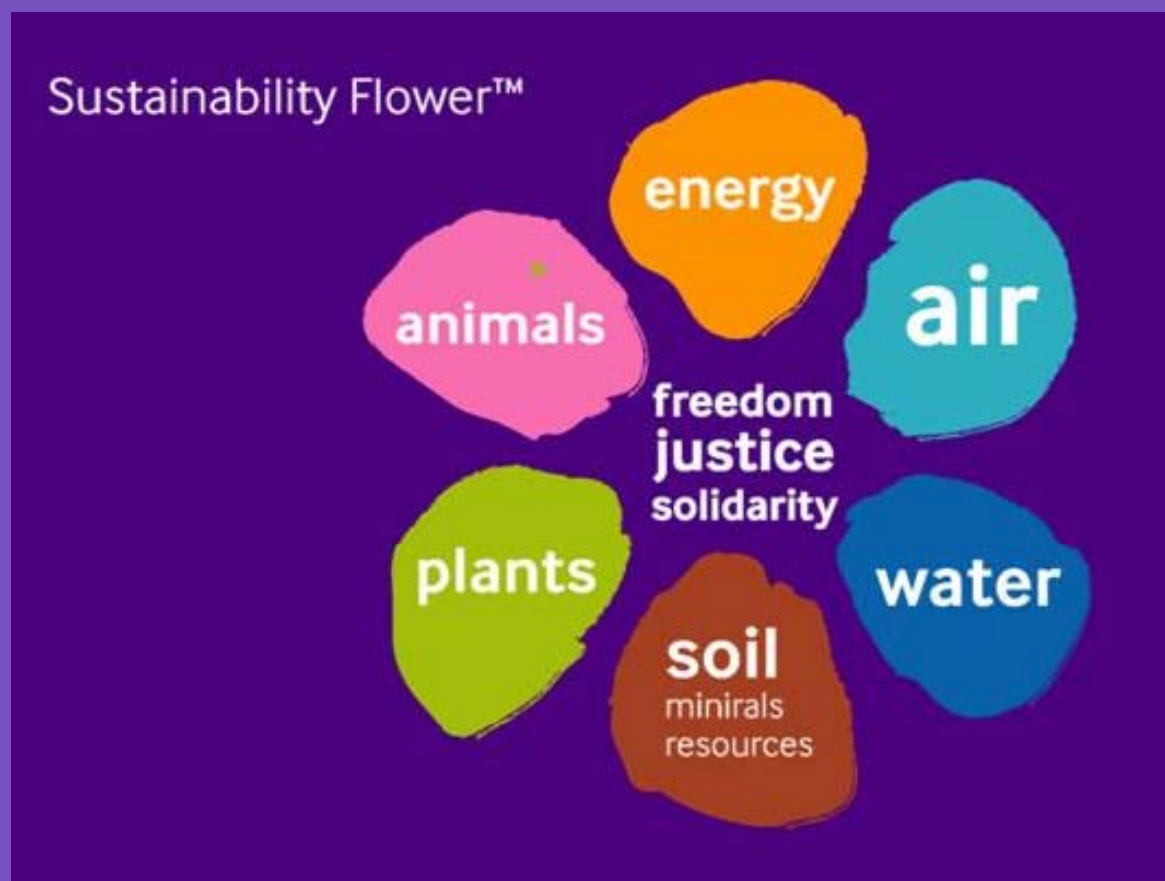 Sustainability Flower™
energy
air
animals
freedom
justice
solidarity
plants
water
soil
minirals
resources